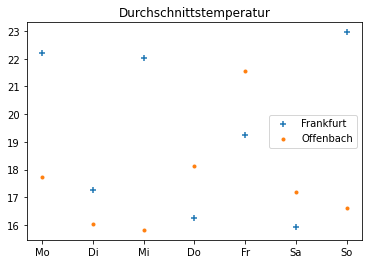 Durchschnittstemperatur
23
22
21
20
19
18
17
16
Frankfurt
Offenbach
Mo Di Mi Do Fr Sa So